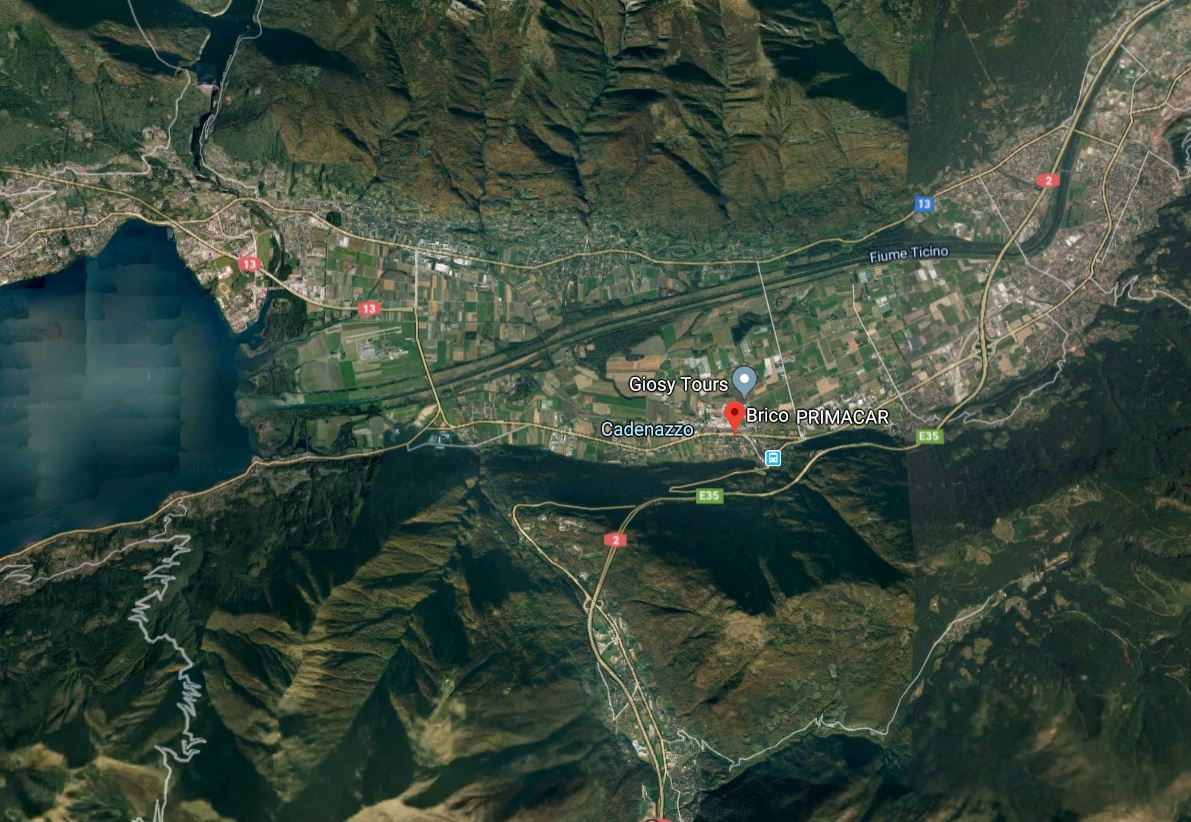 2
13
Fiume Ticino
13
13
Giosy Tours
Brico PRIMACAR
Cadenazzo
E35
E35
2